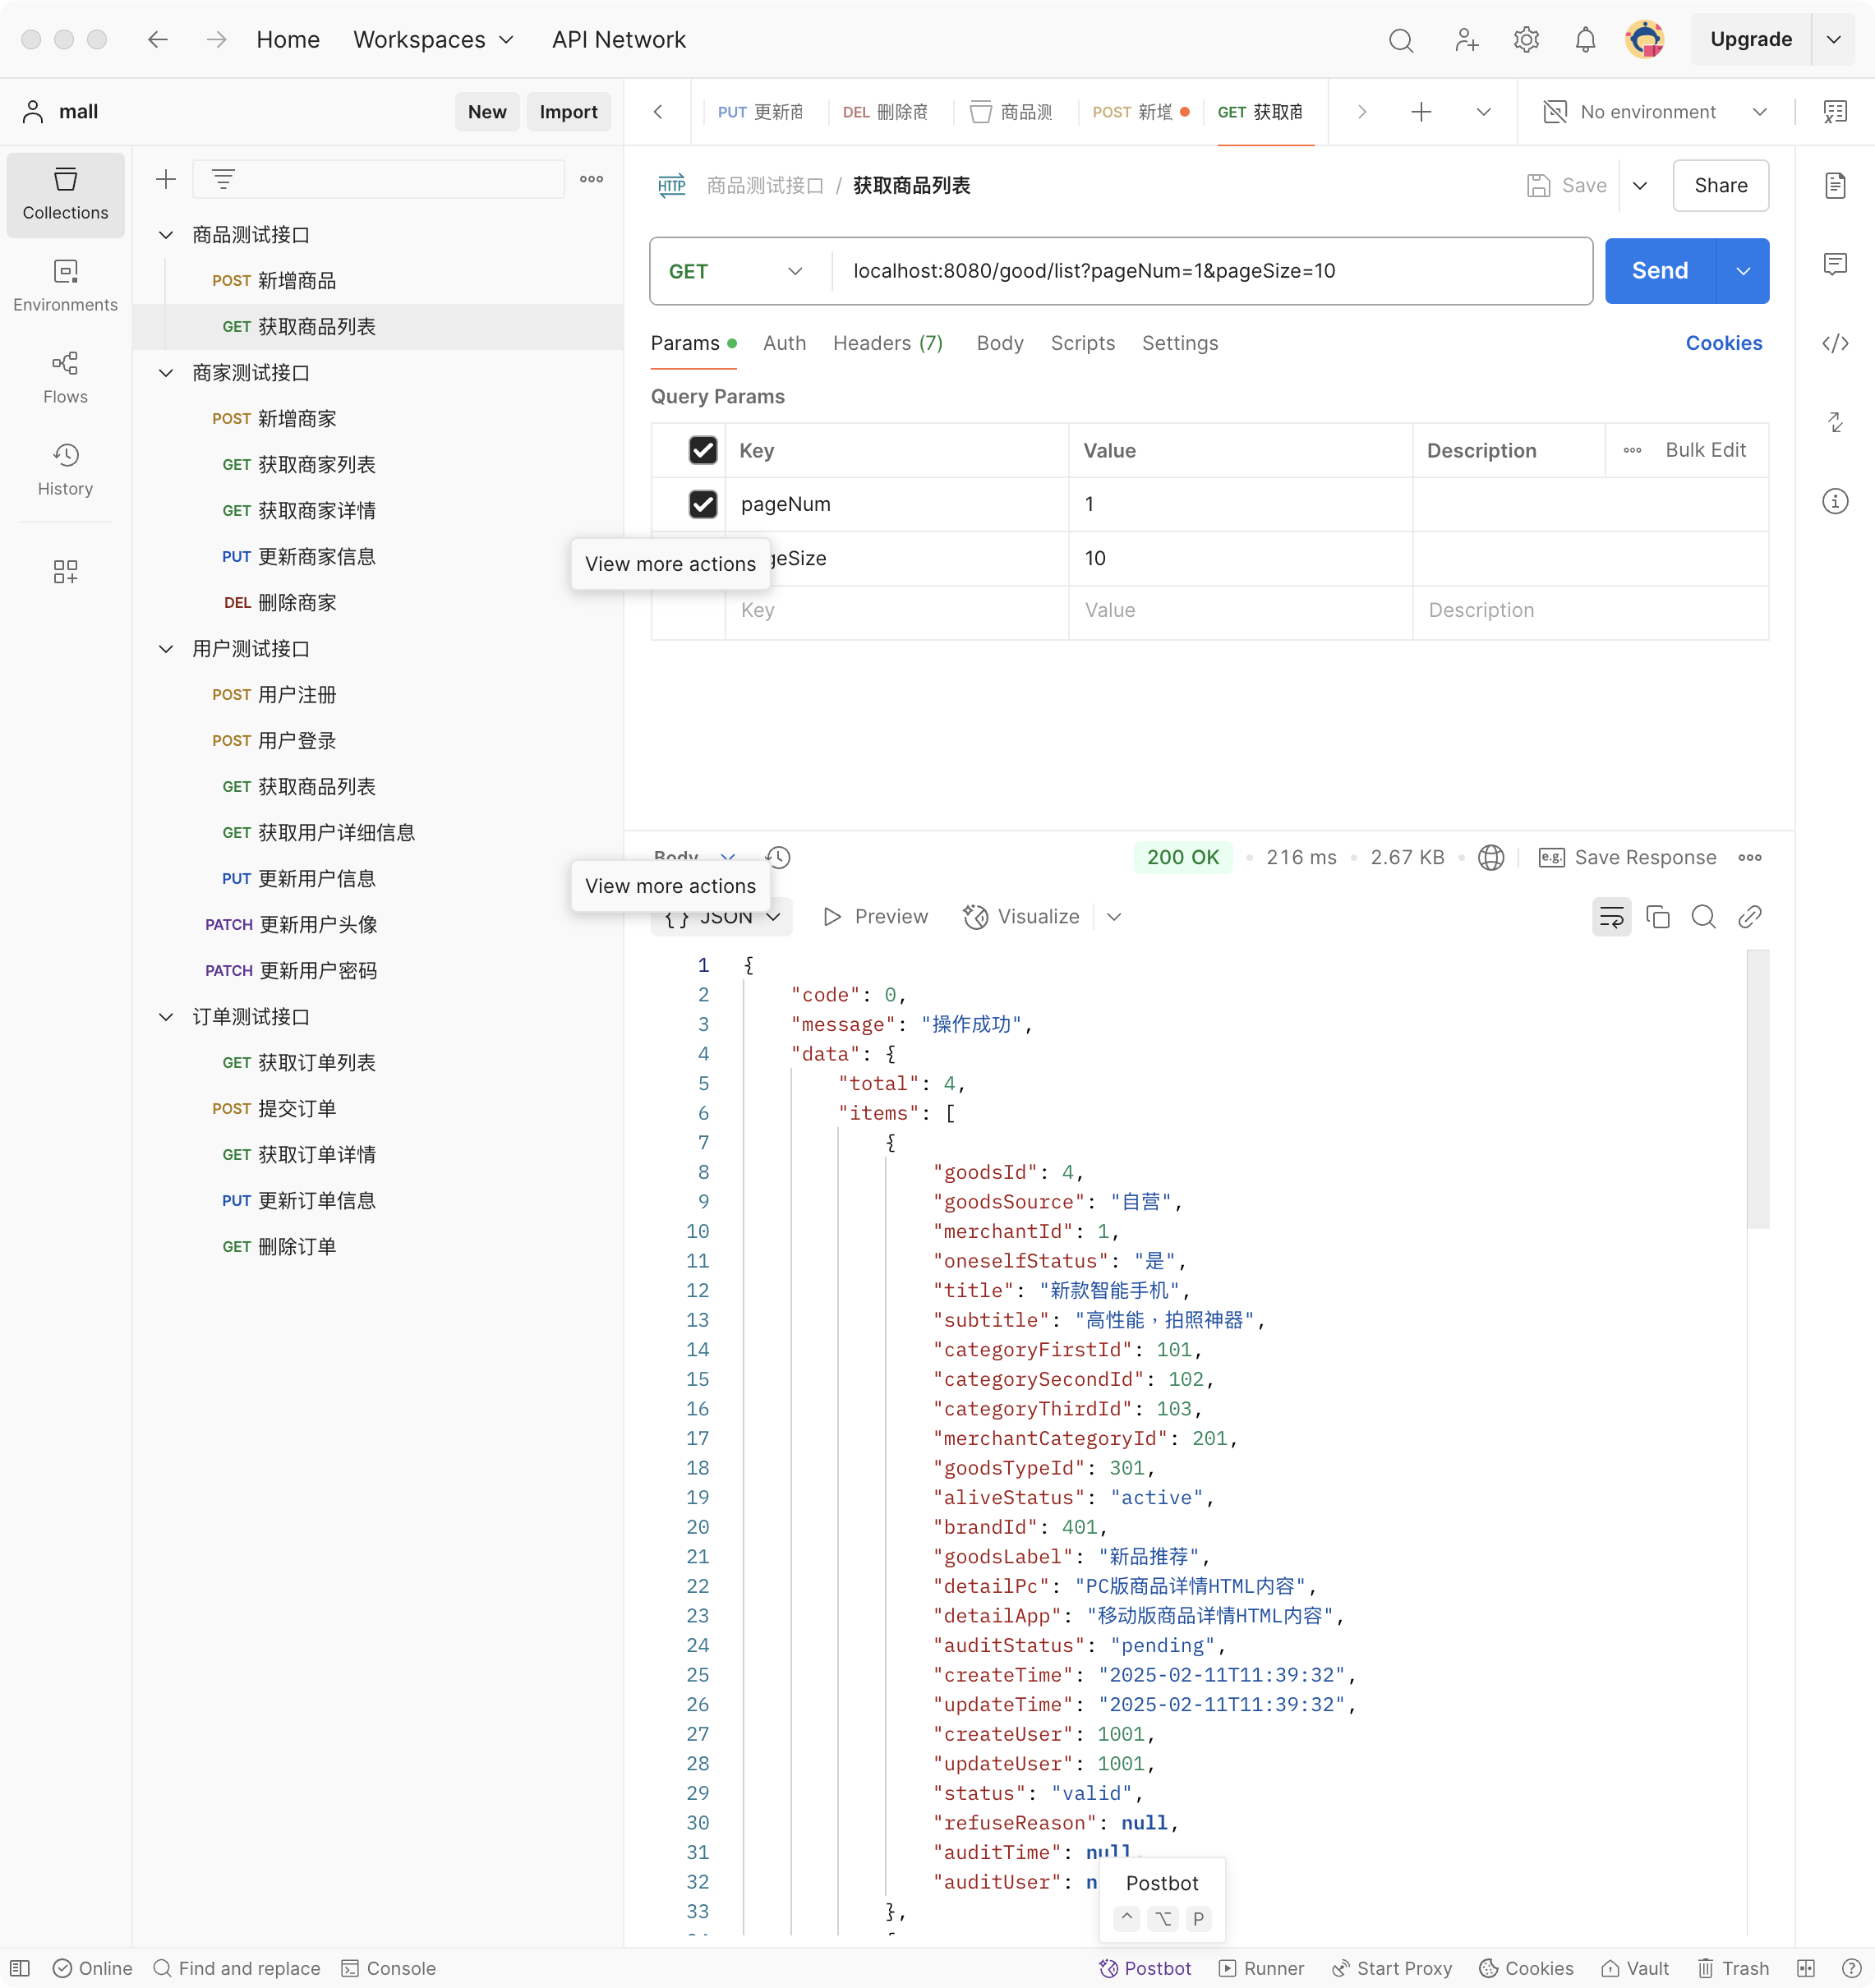 Home Workspaces API Network Upgrade
mall New Import
PUT 更新商 DEL 删除商 商品测 POST 新增 GET 获取商 No environment
Collections
Environments
Flows
History
商品测试接口
POST 新增商品
GET 获取商品列表
商家测试接口
POST 新增商家
GET 获取商家列表
GET 获取商家详情
PUT 更新商家信息
DEL 删除商家
用户测试接口
POST 用户注册
POST 用户登录
GET 获取商品列表
GET 获取用户详细信息
PUT 更新用户信息
PATCH 更新用户头像
PATCH 更新用户密码
订单测试接口
GET 获取订单列表
POST 提交订单
GET 获取订单详情
PUT 更新订单信息
GET 删除订单
HTTP 商品测试接口 / 获取商品列表 Save Share
GET localhost:8080/good/list?pageNum=1&pageSize=10 Send
Params Auth Headers (7) Body Scripts Settings Cookies
Query Params
Key Value Description Bulk Edit
pageNum 1
View more actions geSize 10
Key Value Description
Body 200 OK 216 ms 2.67 KB e.g. Save Response
View more actions
{} JSON Preview Visualize
1 {
2 "code": 0,
3 "message": "操作成功",
4 "data": {
5 "total": 4,
6 "items": [
7 {
8 "goodsId": 4,
9 "goodsSource": "自营",
10 "merchantId": 1,
11 "oneselfStatus": "是",
12 "title": "新款智能手机",
13 "subtitle": "高性能，拍照神器",
14 "categoryFirstId": 101,
15 "categorySecondId": 102,
16 "categoryThirdId": 103,
17 "merchantCategoryId": 201,
18 "goodsTypeId": 301,
19 "aliveStatus": "active",
20 "brandId": 401,
21 "goodsLabel": "新品推荐",
22 "detailPc": "PC版商品详情HTML内容",
23 "detailApp": "移动版商品详情HTML内容",
24 "auditStatus": "pending",
25 "createTime": "2025-02-11T11:39:32",
26 "updateTime": "2025-02-11T11:39:32",
27 "createUser": 1001,
28 "updateUser": 1001,
29 "status": "valid",
30 "refuseReason": null,
31 "auditTime": null,
32 "auditUser": n
33 },
Postbot
^ ⌥ P
Online Find and replace Console Postbot Runner Start Proxy Cookies Vault Trash